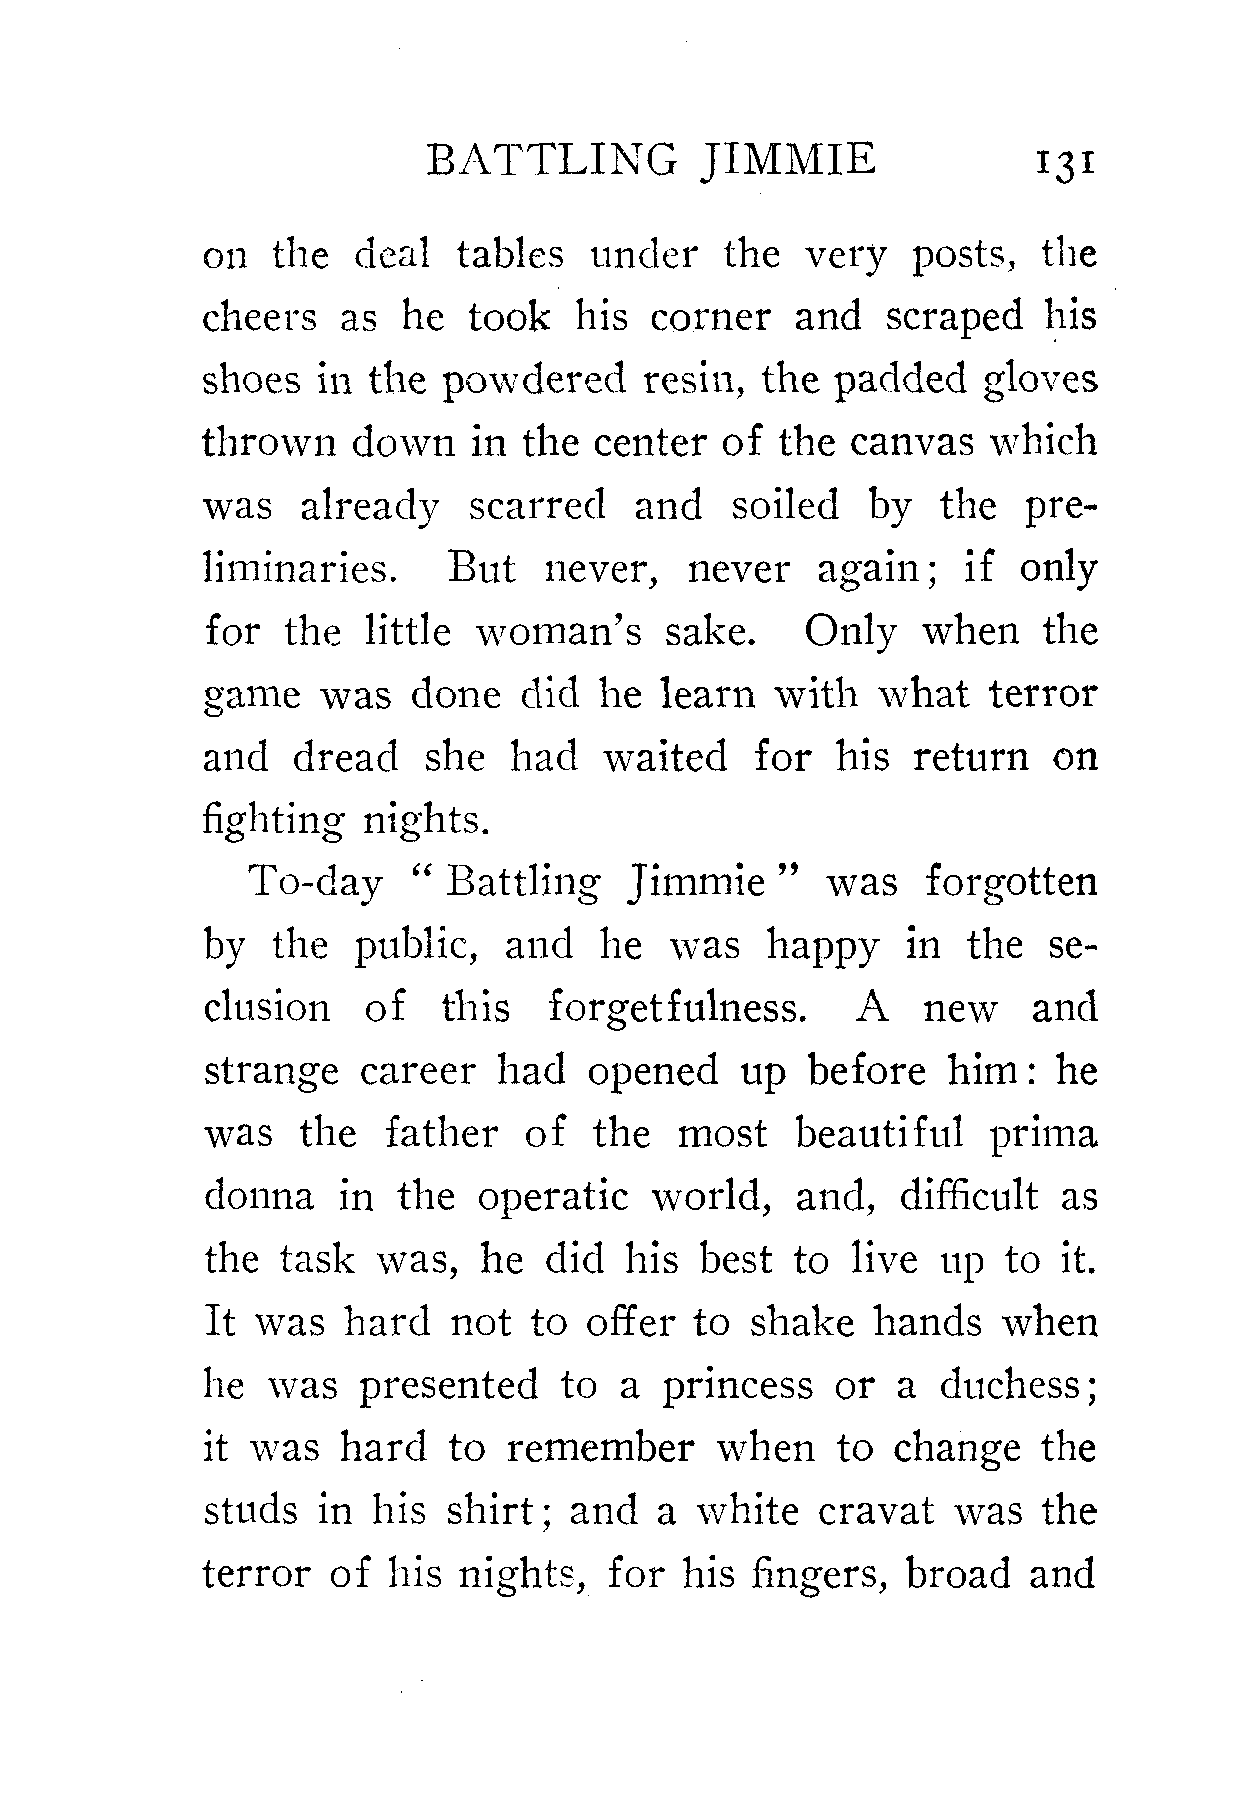 BATTLING JIMMIE 131
on the deal tables under the very posts, the
cheers as he took his corner and scraped his
shoes in the powdered resin, the padded gloves
thrown down in the center of the canvas which
was already scarred and soiled by the pre-
liminaries. But never, never again; if only
for the little woman's sake. Only when the
game was done did he learn with what terror
and dread she had waited for his return on
fighting nights.
To-day " Battling Jimmie " was forgotten
by the public, and he was happy in the se-
clusion of this forgetfulness. A new and
strange career had opened up before him: he
was the father of the most beautiful prima
donna in the operatic world, and, difficult as
the task was, he did his best to live up to it.
It was hard not to offer to shake hands when
he was presented to a princess or a duchess;
it was hard to remember when to change the
studs in his shirt; and a white cravat was the
terror of his nights, for his fingers, broad and